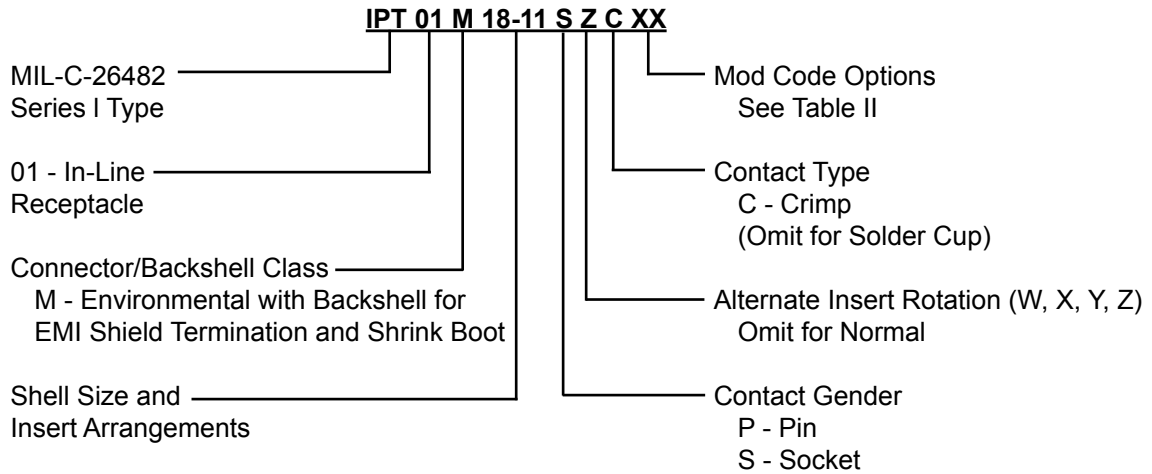 IPT 01 M 18-11 S Z C XX
MIL-C-26482
Series I Type
01 - In-Line
Receptacle
Connector/Backshell Class
M - Environmental with Backshell for
EMI Shield Termination and Shrink Boot
Shell Size and
Insert Arrangements
Mod Code Options
See Table II
Contact Type
C - Crimp
(Omit for Solder Cup)
Alternate Insert Rotation (W, X, Y, Z)
Omit for Normal
Contact Gender
P - Pin
S - Socket